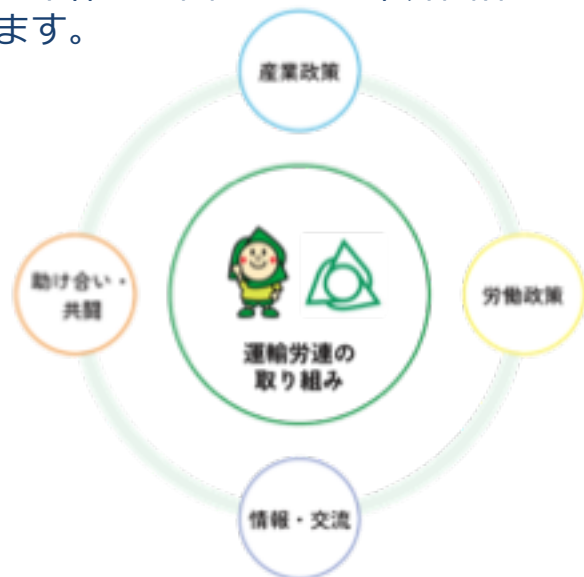 ます。
産業政策
助け合い・
共闘
労働政策
運輸労連の
取り組み
情報・交流